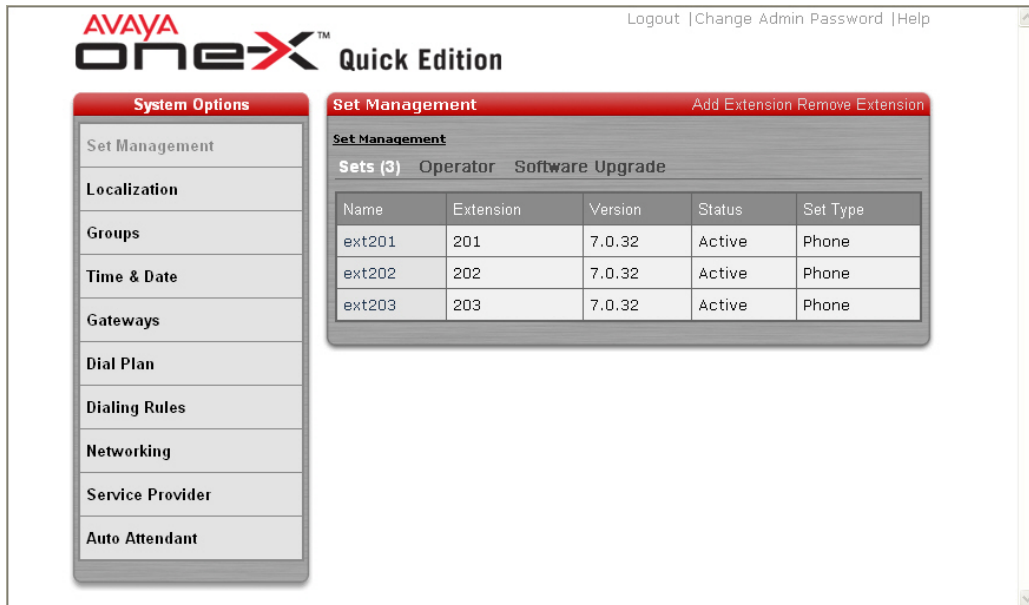 AVAYA
one-X™ Quick Edition
Logout |Change Admin Password |Help
System Options
Set Management
Localization
Groups
Time & Date
Gateways
Dial Plan
Dialing Rules
Networking
Service Provider
Auto Attendant
Set Management Add Extension Remove Extension
Set Management
Sets (3) Operator Software Upgrade
Name Extension Version Status Set Type
ext201 201 7.0.32 Active Phone
ext202 202 7.0.32 Active Phone
ext203 203 7.0.32 Active Phone